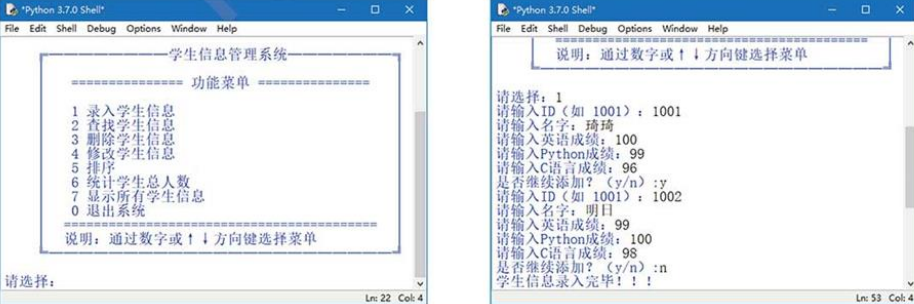 *Python 3.7.0 Shell*
File Edit Shell Debug Options Window Help
学生信息管理系统
=============== 功能菜单 ===============
1 录入学生信息
2 查找学生信息
3 删除学生信息
4 修改学生信息
5 排序
6 统计学生总人数
7 显示所有学生信息
0 退出系统
==========================================
说明：通过数字或↑↓方向键选择菜单
请选择：
Ln: 22 Col: 4
*Python 3.7.0 Shell*
File Edit Shell Debug Options Window Help
==========================================
说明：通过数字或↑↓方向键选择菜单
请选择：1
请输入ID（如 1001）：1001
请输入名字：琦琦
请输入英语成绩：100
请输入Python成绩：99
请输入C语言成绩：96
是否继续添加？（y/n）:y
请输入ID（如 1001）：1002
请输入名字：明日
请输入英语成绩：99
请输入Python成绩：100
请输入C语言成绩：98
是否继续添加？（y/n）:n
学生信息录入完毕！！！
Ln: 53 Col: 4